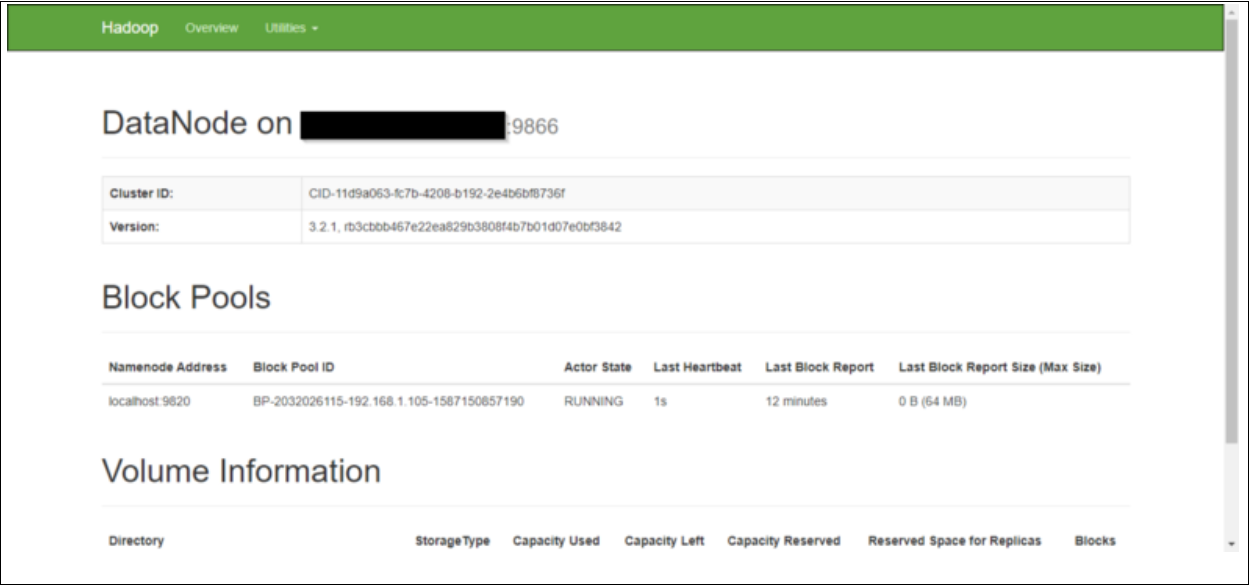 Hadoop Overview Utilities
DataNode on :9866
Cluster ID: CID-11d9a063-fc7b-4208-b192-2e4b6bf8736f
Version: 3.2.1, rb3cbbb467e22ea829b3808f4b7b01d07e0bf3842
Block Pools
Namenode Address Block Pool ID Actor State Last Heartbeat Last Block Report Last Block Report Size (Max Size)
localhost:9820 BP-2032026115-192.168.1.105-1587150857190 RUNNING 1s 12 minutes 0 B (64 MB)
Volume Information
Directory StorageType Capacity Used Capacity Left Capacity Reserved Reserved Space for Replicas Blocks